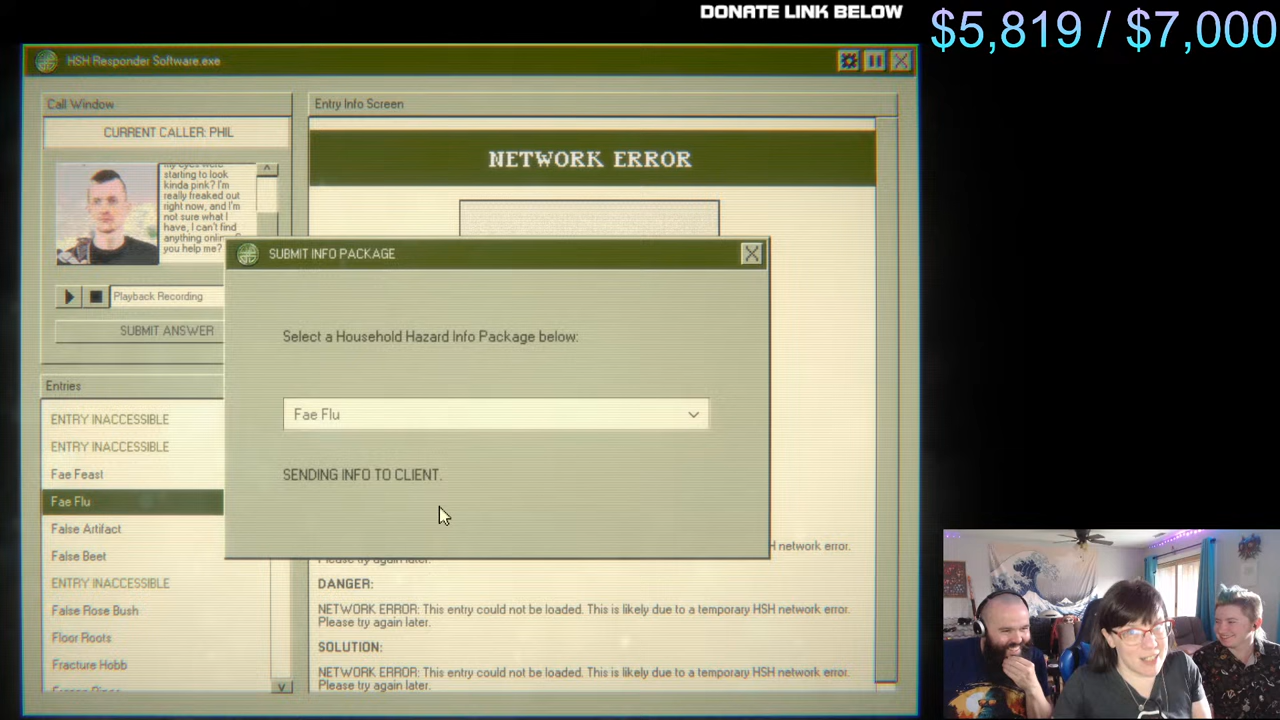 DONATE LINK BELOW
$5,819 / $7,000
HSH Responder Software.exe
Call Window
CURRENT CALLER: PHIL
my eyes were
starting to look
kinda pink? I'm
really freaked out
right now, and I'm
not sure what I
have, I can't find
anything online.
you help me?
Playback Recording
SUBMIT ANSWER
Entries
ENTRY INACCESSIBLE
ENTRY INACCESSIBLE
Fae Feast
Fae Flu
False Artifact
False Beet
ENTRY INACCESSIBLE
False Rose Bush
Floor Roots
Fracture Hobb
Entry Info Screen
NETWORK ERROR
SUBMIT INFO PACKAGE
Select a Household Hazard Info Package below:
Fae Flu
SENDING INFO TO CLIENT.
H network error.
Please try again later.
DANGER:
NETWORK ERROR: This entry could not be loaded. This is likely due to a temporary HSH network error.
Please try again later.
SOLUTION:
NETWORK ERROR: This entry could not be loaded. This is likely due to a temporary HSH network error.
Please try again later.